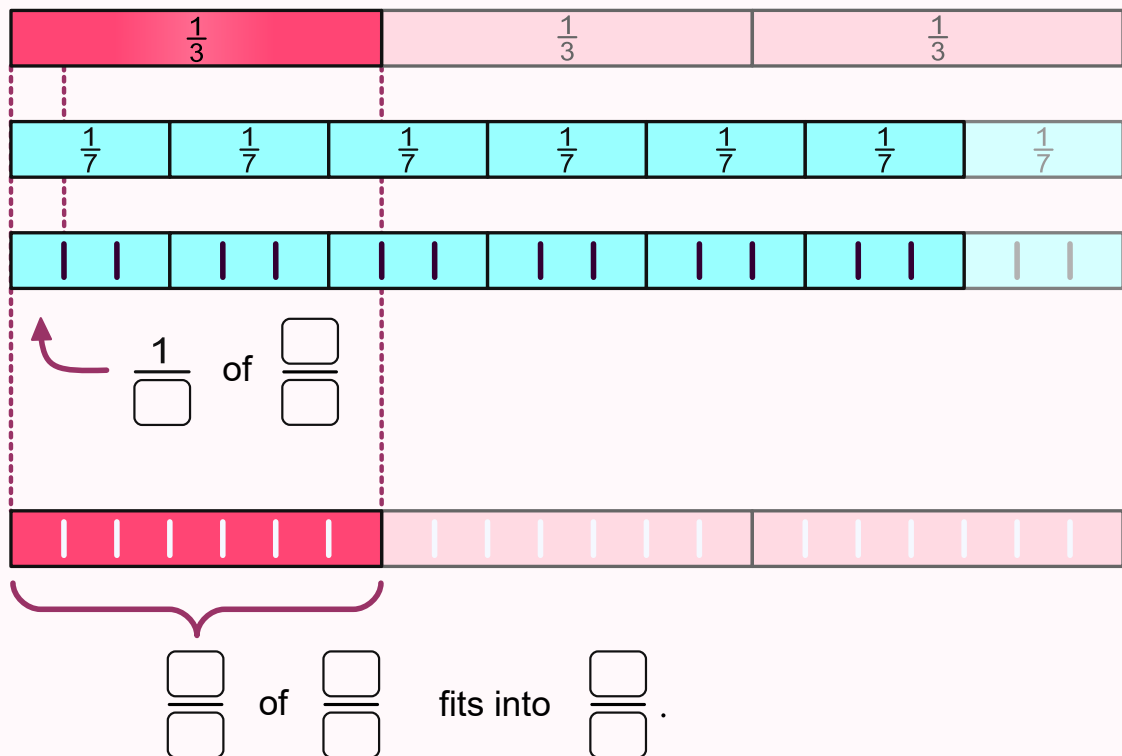 1/3 1/3 1/3
1/7 1/7 1/7 1/7 1/7 1/7 1/7
1/□ of □/□
□/□ of □/□ fits into □/□ .